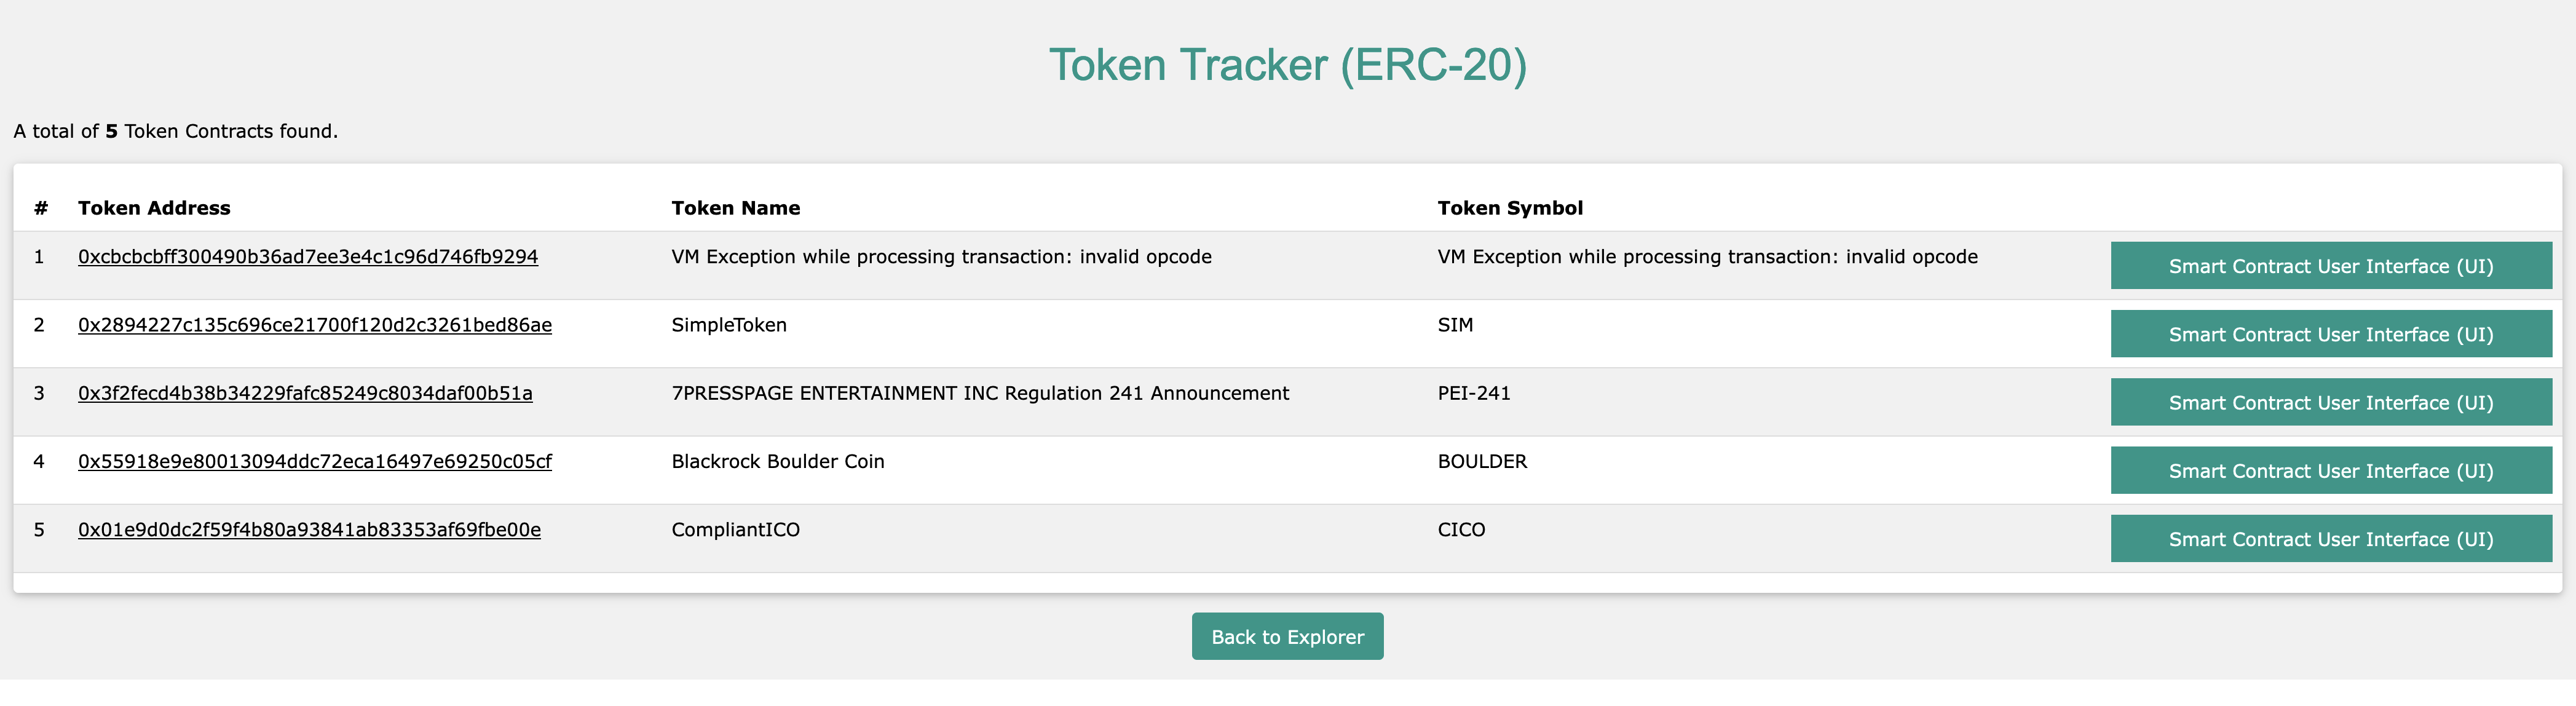 Token Tracker (ERC-20)
A total of 5 Token Contracts found.
# Token Address Token Name Token Symbol
1 0xcbcbcbff300490b36ad7ee3e4c1c96d746fb9294 VM Exception while processing transaction: invalid opcode VM Exception while processing transaction: invalid opcode Smart Contract User Interface (UI)
2 0x2894227c135c696ce21700f120d2c3261bed86ae SimpleToken SIM Smart Contract User Interface (UI)
3 0x3f2fecd4b38b34229fafc85249c8034daf00b51a 7PRESSPAGE ENTERTAINMENT INC Regulation 241 Announcement PEI-241 Smart Contract User Interface (UI)
4 0x55918e9e80013094ddc72eca16497e69250c05cf Blackrock Boulder Coin BOULDER Smart Contract User Interface (UI)
5 0x01e9d0dc2f59f4b80a93841ab83353af69fbe00e CompliantICO CICO Smart Contract User Interface (UI)
Back to Explorer